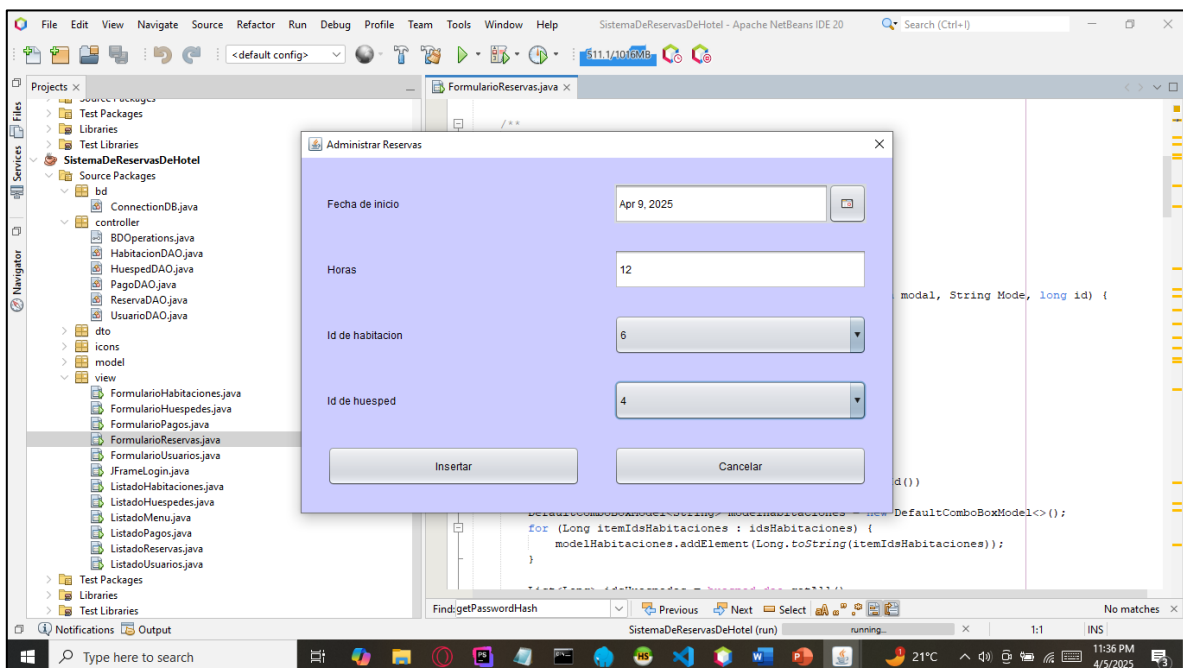 File Edit View Navigate Source Refactor Run Debug Profile Team Tools Window Help SistemaDeReservasDeHotel - Apache NetBeans IDE 20 Search (Ctrl+I)
<default config> 511.1/1016MB
Projects
FormularioReservas.java
Files
Services
Navigator
Source Packages
Test Packages
Libraries
Test Libraries
SistemaDeReservasDeHotel
Source Packages
bd
ConnectionDB.java
controller
BDOperations.java
HabitacionDAO.java
HuespedDAO.java
PagoDAO.java
ReservaDAO.java
UsuarioDAO.java
dto
icons
model
view
FormularioHabitaciones.java
FormularioHuespedes.java
FormularioPagos.java
FormularioReservas.java
FormularioUsuarios.java
JFrameLogin.java
ListadoHabitaciones.java
ListadoHuespedes.java
ListadoMenu.java
ListadoPagos.java
ListadoReservas.java
ListadoUsuarios.java
Test Packages
Libraries
Test Libraries
/**
Administrar Reservas
Fecha de inicio Apr 9, 2025
Horas 12
Id de habitacion 6
Id de huesped 4
Insertar Cancelar
modal, String Mode, long id) {
d())
DefaultComboBoxModel<String> modelHabitaciones = new DefaultComboBoxModel<>();
for (Long itemIdsHabitaciones : idsHabitaciones) {
modelHabitaciones.addElement(Long.toString(itemIdsHabitaciones));
}
Find: getPasswordHash Previous Next Select No matches
Notifications Output SistemaDeReservasDeHotel (run) running... 1:1 INS
Type here to search 21°C 11:36 PM
4/5/2025